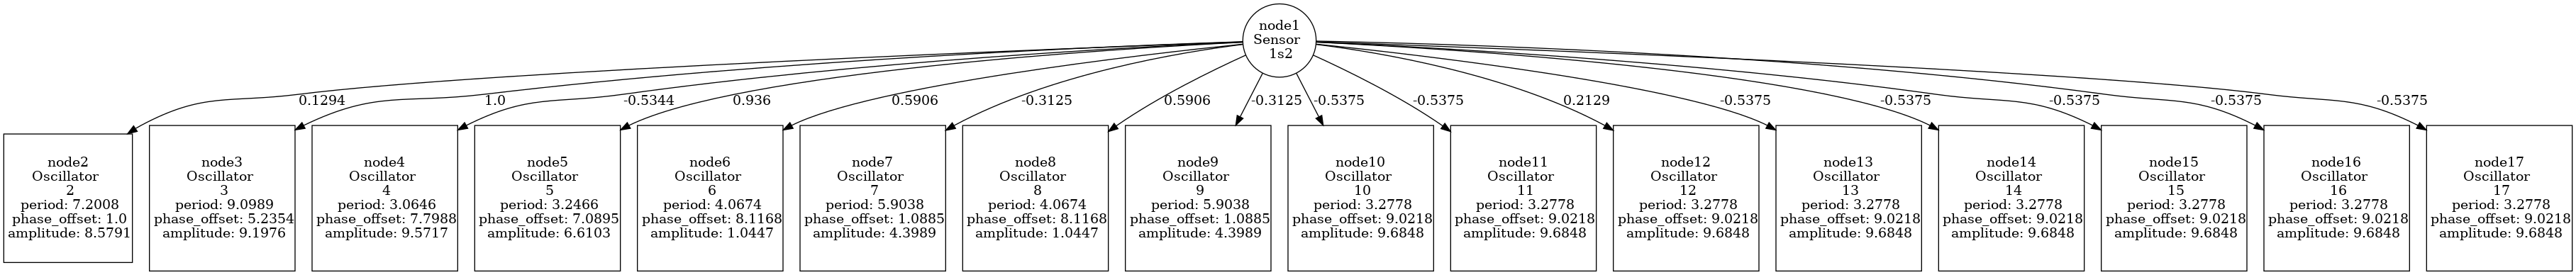 node1
Sensor
1s2
0.1294
1.0
-0.5344
0.936
0.5906
-0.3125
0.5906
-0.3125
-0.5375
-0.5375
0.2129
-0.5375
-0.5375
-0.5375
-0.5375
-0.5375
node2
Oscillator
2
period: 7.2008
phase_offset: 1.0
amplitude: 8.5791
node3
Oscillator
3
period: 9.0989
phase_offset: 5.2354
amplitude: 9.1976
node4
Oscillator
4
period: 3.0646
phase_offset: 7.7988
amplitude: 9.5717
node5
Oscillator
5
period: 3.2466
phase_offset: 7.0895
amplitude: 6.6103
node6
Oscillator
6
period: 4.0674
phase_offset: 8.1168
amplitude: 1.0447
node7
Oscillator
7
period: 5.9038
phase_offset: 1.0885
amplitude: 4.3989
node8
Oscillator
8
period: 4.0674
phase_offset: 8.1168
amplitude: 1.0447
node9
Oscillator
9
period: 5.9038
phase_offset: 1.0885
amplitude: 4.3989
node10
Oscillator
10
period: 3.2778
phase_offset: 9.0218
amplitude: 9.6848
node11
Oscillator
11
period: 3.2778
phase_offset: 9.0218
amplitude: 9.6848
node12
Oscillator
12
period: 3.2778
phase_offset: 9.0218
amplitude: 9.6848
node13
Oscillator
13
period: 3.2778
phase_offset: 9.0218
amplitude: 9.6848
node14
Oscillator
14
period: 3.2778
phase_offset: 9.0218
amplitude: 9.6848
node15
Oscillator
15
period: 3.2778
phase_offset: 9.0218
amplitude: 9.6848
node16
Oscillator
16
period: 3.2778
phase_offset: 9.0218
amplitude: 9.6848
node17
Oscillator
17
period: 3.2778
phase_offset: 9.0218
amplitude: 9.6848